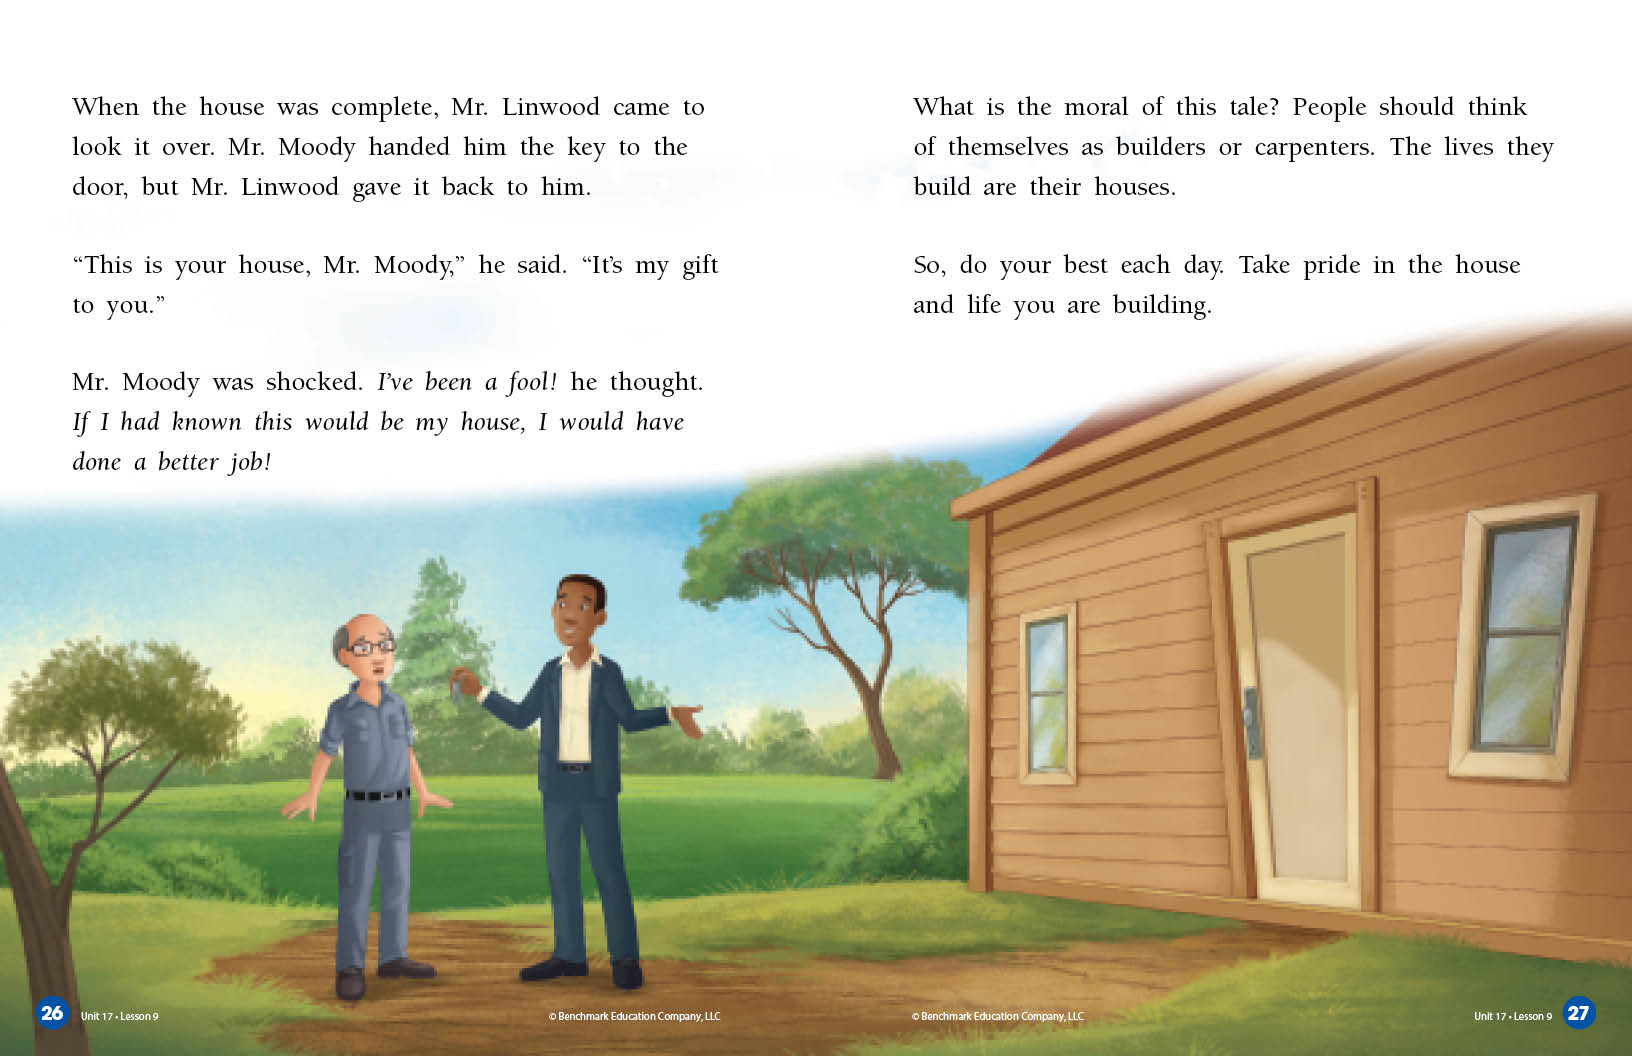 When the house was complete, Mr. Linwood came to
look it over. Mr. Moody handed him the key to the
door, but Mr. Linwood gave it back to him.
“This is your house, Mr. Moody,” he said. “It’s my gift
to you.”
Mr. Moody was shocked. I’ve been a fool! he thought.
If I had known this would be my house, I would have
done a better job!
26 Unit 17 • Lesson 9
© Benchmark Education Company, LLC
What is the moral of this tale? People should think
of themselves as builders or carpenters. The lives they
build are their houses.
So, do your best each day. Take pride in the house
and life you are building.
© Benchmark Education Company, LLC
Unit 17 • Lesson 9 27